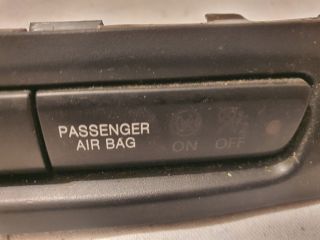 PASSENGER
AIR BAG
ON OFF